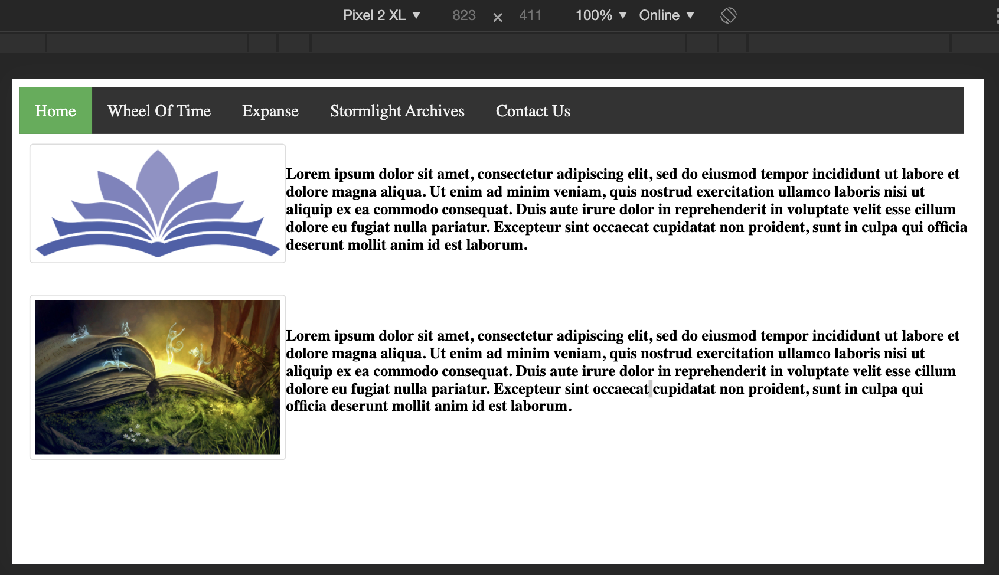 Pixel 2 XL ▼ 823 × 411 100% ▼ Online ▼
Home Wheel Of Time Expanse Stormlight Archives Contact Us
Lorem ipsum dolor sit amet, consectetur adipiscing elit, sed do eiusmod tempor incididunt ut labore et
dolore magna aliqua. Ut enim ad minim veniam, quis nostrud exercitation ullamco laboris nisi ut
aliquip ex ea commodo consequat. Duis aute irure dolor in reprehenderit in voluptate velit esse cillum
dolore eu fugiat nulla pariatur. Excepteur sint occaecat cupidatat non proident, sunt in culpa qui officia
deserunt mollit anim id est laborum.
Lorem ipsum dolor sit amet, consectetur adipiscing elit, sed do eiusmod tempor incididunt ut labore et
dolore magna aliqua. Ut enim ad minim veniam, quis nostrud exercitation ullamco laboris nisi ut
aliquip ex ea commodo consequat. Duis aute irure dolor in reprehenderit in voluptate velit esse cillum
dolore eu fugiat nulla pariatur. Excepteur sint occaecat cupidatat non proident, sunt in culpa qui
officia deserunt mollit anim id est laborum.